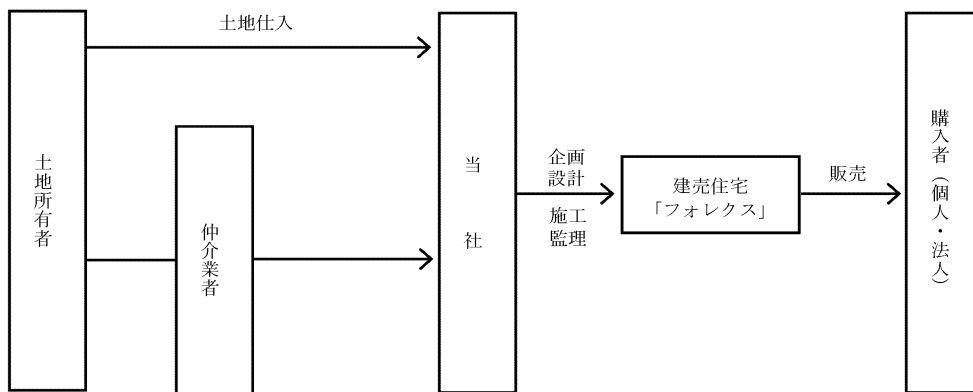 土地所有者
土地仕入
仲介業者
当社
企画
設計
施工
監理
建売住宅
「フォレクス」
販売
購入者（個人・法人）